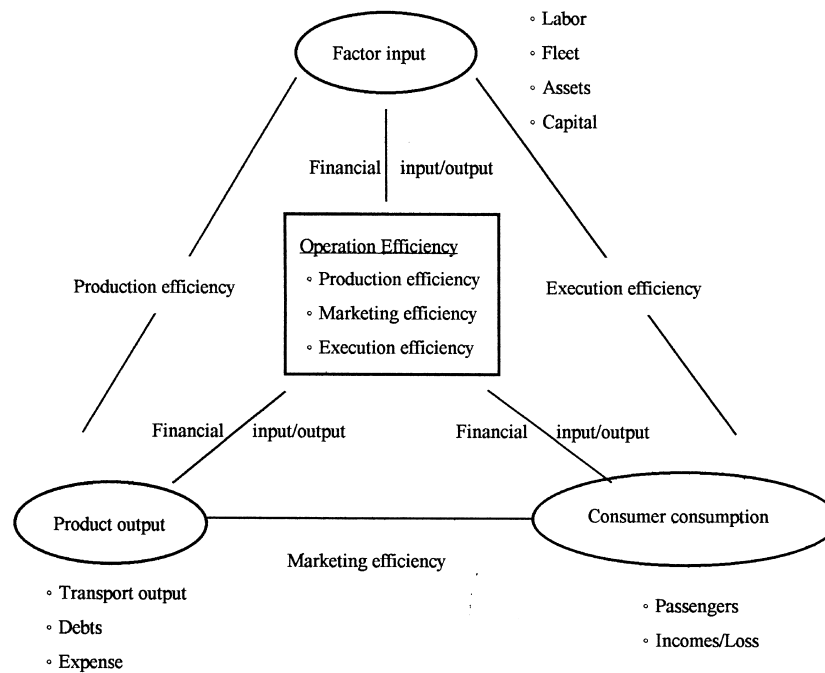 Factor input
◦ Labor
◦ Fleet
◦ Assets
◦ Capital
Financial input/output
Operation Efficiency
◦ Production efficiency
◦ Marketing efficiency
◦ Execution efficiency
Production efficiency
Execution efficiency
Financial input/output
Financial input/output
Product output
Consumer consumption
Marketing efficiency
◦ Transport output
◦ Debts
◦ Expense
◦ Passengers
◦ Incomes/Loss